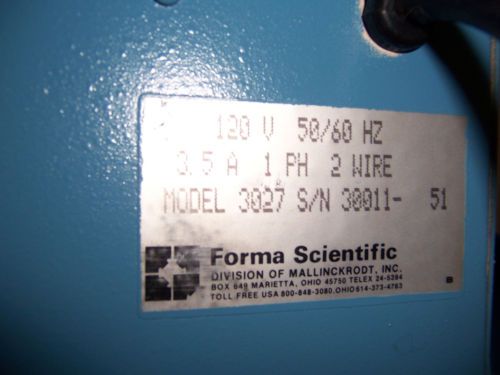 120 V 50/60 HZ
3.5 A 1 PH 2 WIRE
MODEL 3027 S/N 30011- 51
Forma Scientific
DIVISION OF MALLINCKRODT, INC.
BOX 649 MARIETTA, OHIO 45750 TELEX 24-5394
TOLL FREE USA 800-848-3080. OHIO 614-373-4763